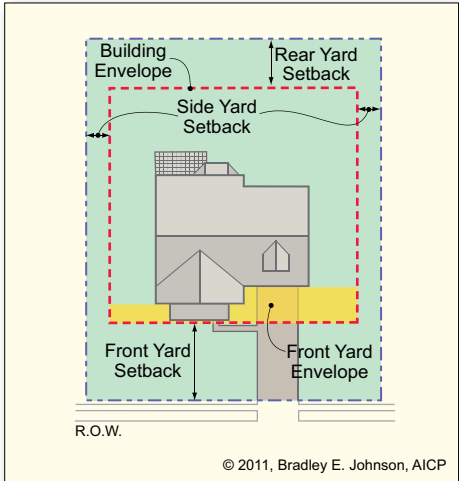 Building
Envelope
Rear Yard
Setback
Side Yard
Setback
Front Yard
Setback
Front Yard
Envelope
R.O.W.
© 2011, Bradley E. Johnson, AICP